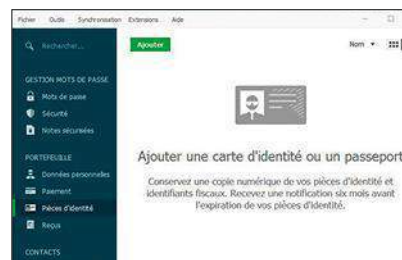 Fichier Outils Synchronisation Extensions Aide
Rechercher...
Ajouter
Nom
GESTION MOTS DE PASSE
Mots de passe
Sécurité
Notes sécurisées
PORTEFEUILLE
Données personnelles
Paiement
Pièces d'identité
Reçus
CONTACTS
Ajouter une carte d'identité ou un passeport
Conservez une copie numérique de vos pièces d'identité et
identifiants fiscaux. Recevez une notification six mois avant
l'expiration de vos pièces d'identité.